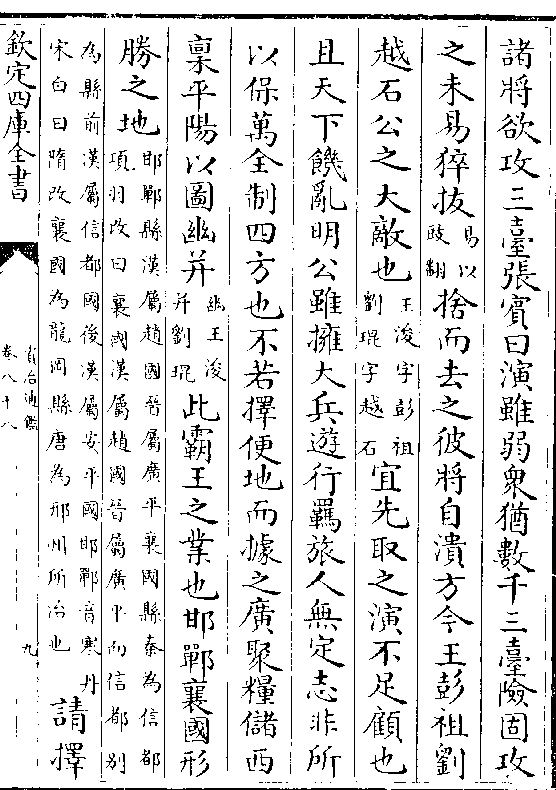 諸將欲攻三臺張賓曰演雖弱衆猶數千三臺險固攻
之未易猝拔易以豉翻捨而去之彼將自潰方今王彭祖劉
越石公之大敵也王浚字彭祖劉琨字越石宜先取之演不足顧也
且天下饑亂明公雖擁大兵遊行羈旅人無定志非所
以保萬全制四方也不若擇便地而據之廣聚糧儲西
稟平陽以圖幽并幽王浚并劉琨此霸王之業也邯鄲襄國形
勝之地邯鄲縣漢屬趙國晉屬廣平襄國縣秦為信都項羽改曰襄國漢屬趙國晉屬廣平而信都别
為縣前漢屬信都國後漢屬安平國邯鄲音寒丹宋白曰隋改襄國為龍岡縣唐為邢州所治也請擇
欽定四庫全書
資治通鑑
卷八十八
九